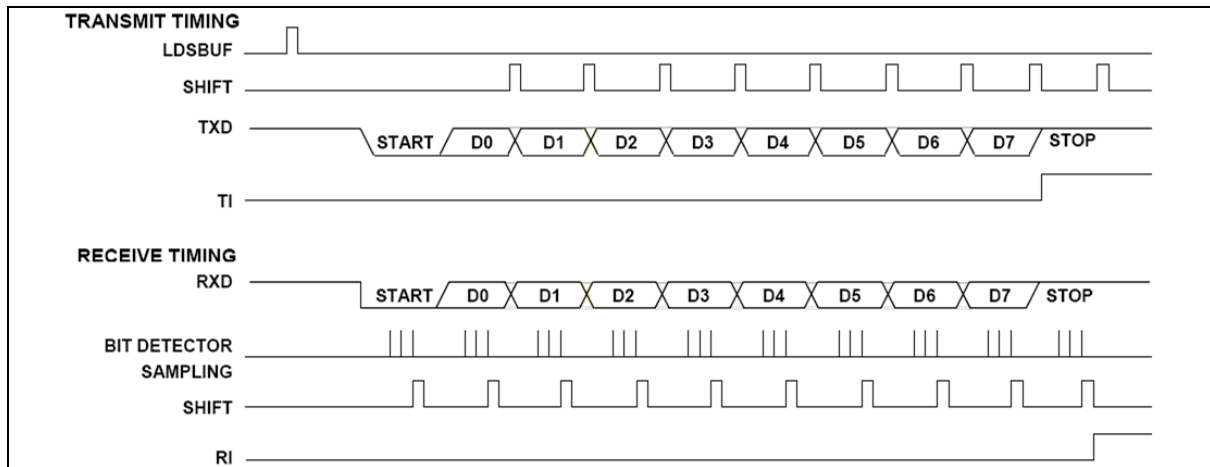 TRANSMIT TIMING
LDSBUF
SHIFT
TXD
START D0 D1 D2 D3 D4 D5 D6 D7 STOP
TI
RECEIVE TIMING
RXD
START D0 D1 D2 D3 D4 D5 D6 D7 STOP
BIT DETECTOR
SAMPLING
SHIFT
RI